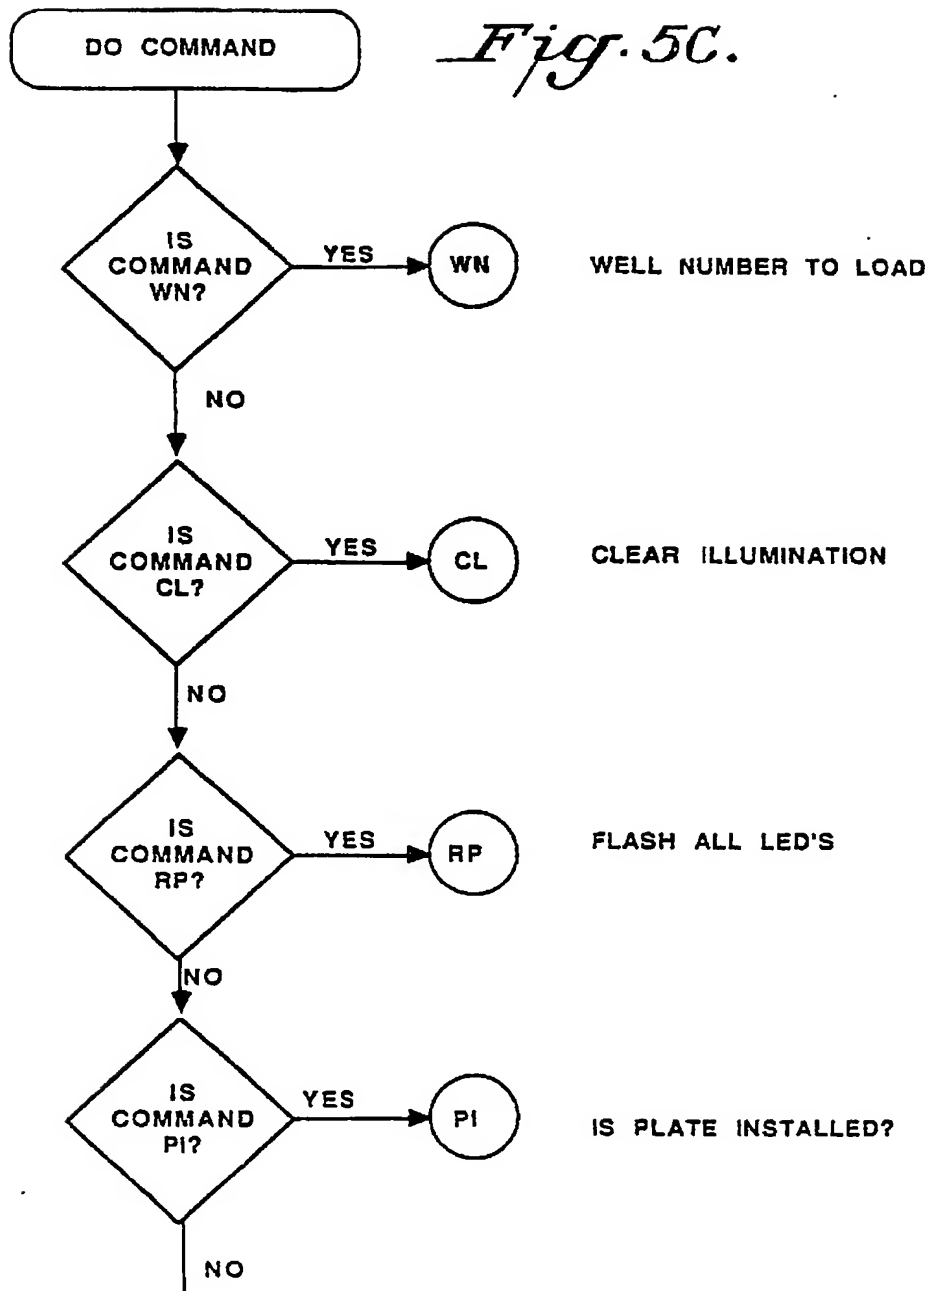 DO COMMAND
Fig. 5C.
IS
COMMAND
WN?
YES
WN
WELL NUMBER TO LOAD
NO
IS
COMMAND
CL?
YES
CL
CLEAR ILLUMINATION
NO
IS
COMMAND
RP?
YES
RP
FLASH ALL LED'S
NO
IS
COMMAND
PI?
YES
PI
IS PLATE INSTALLED?
NO